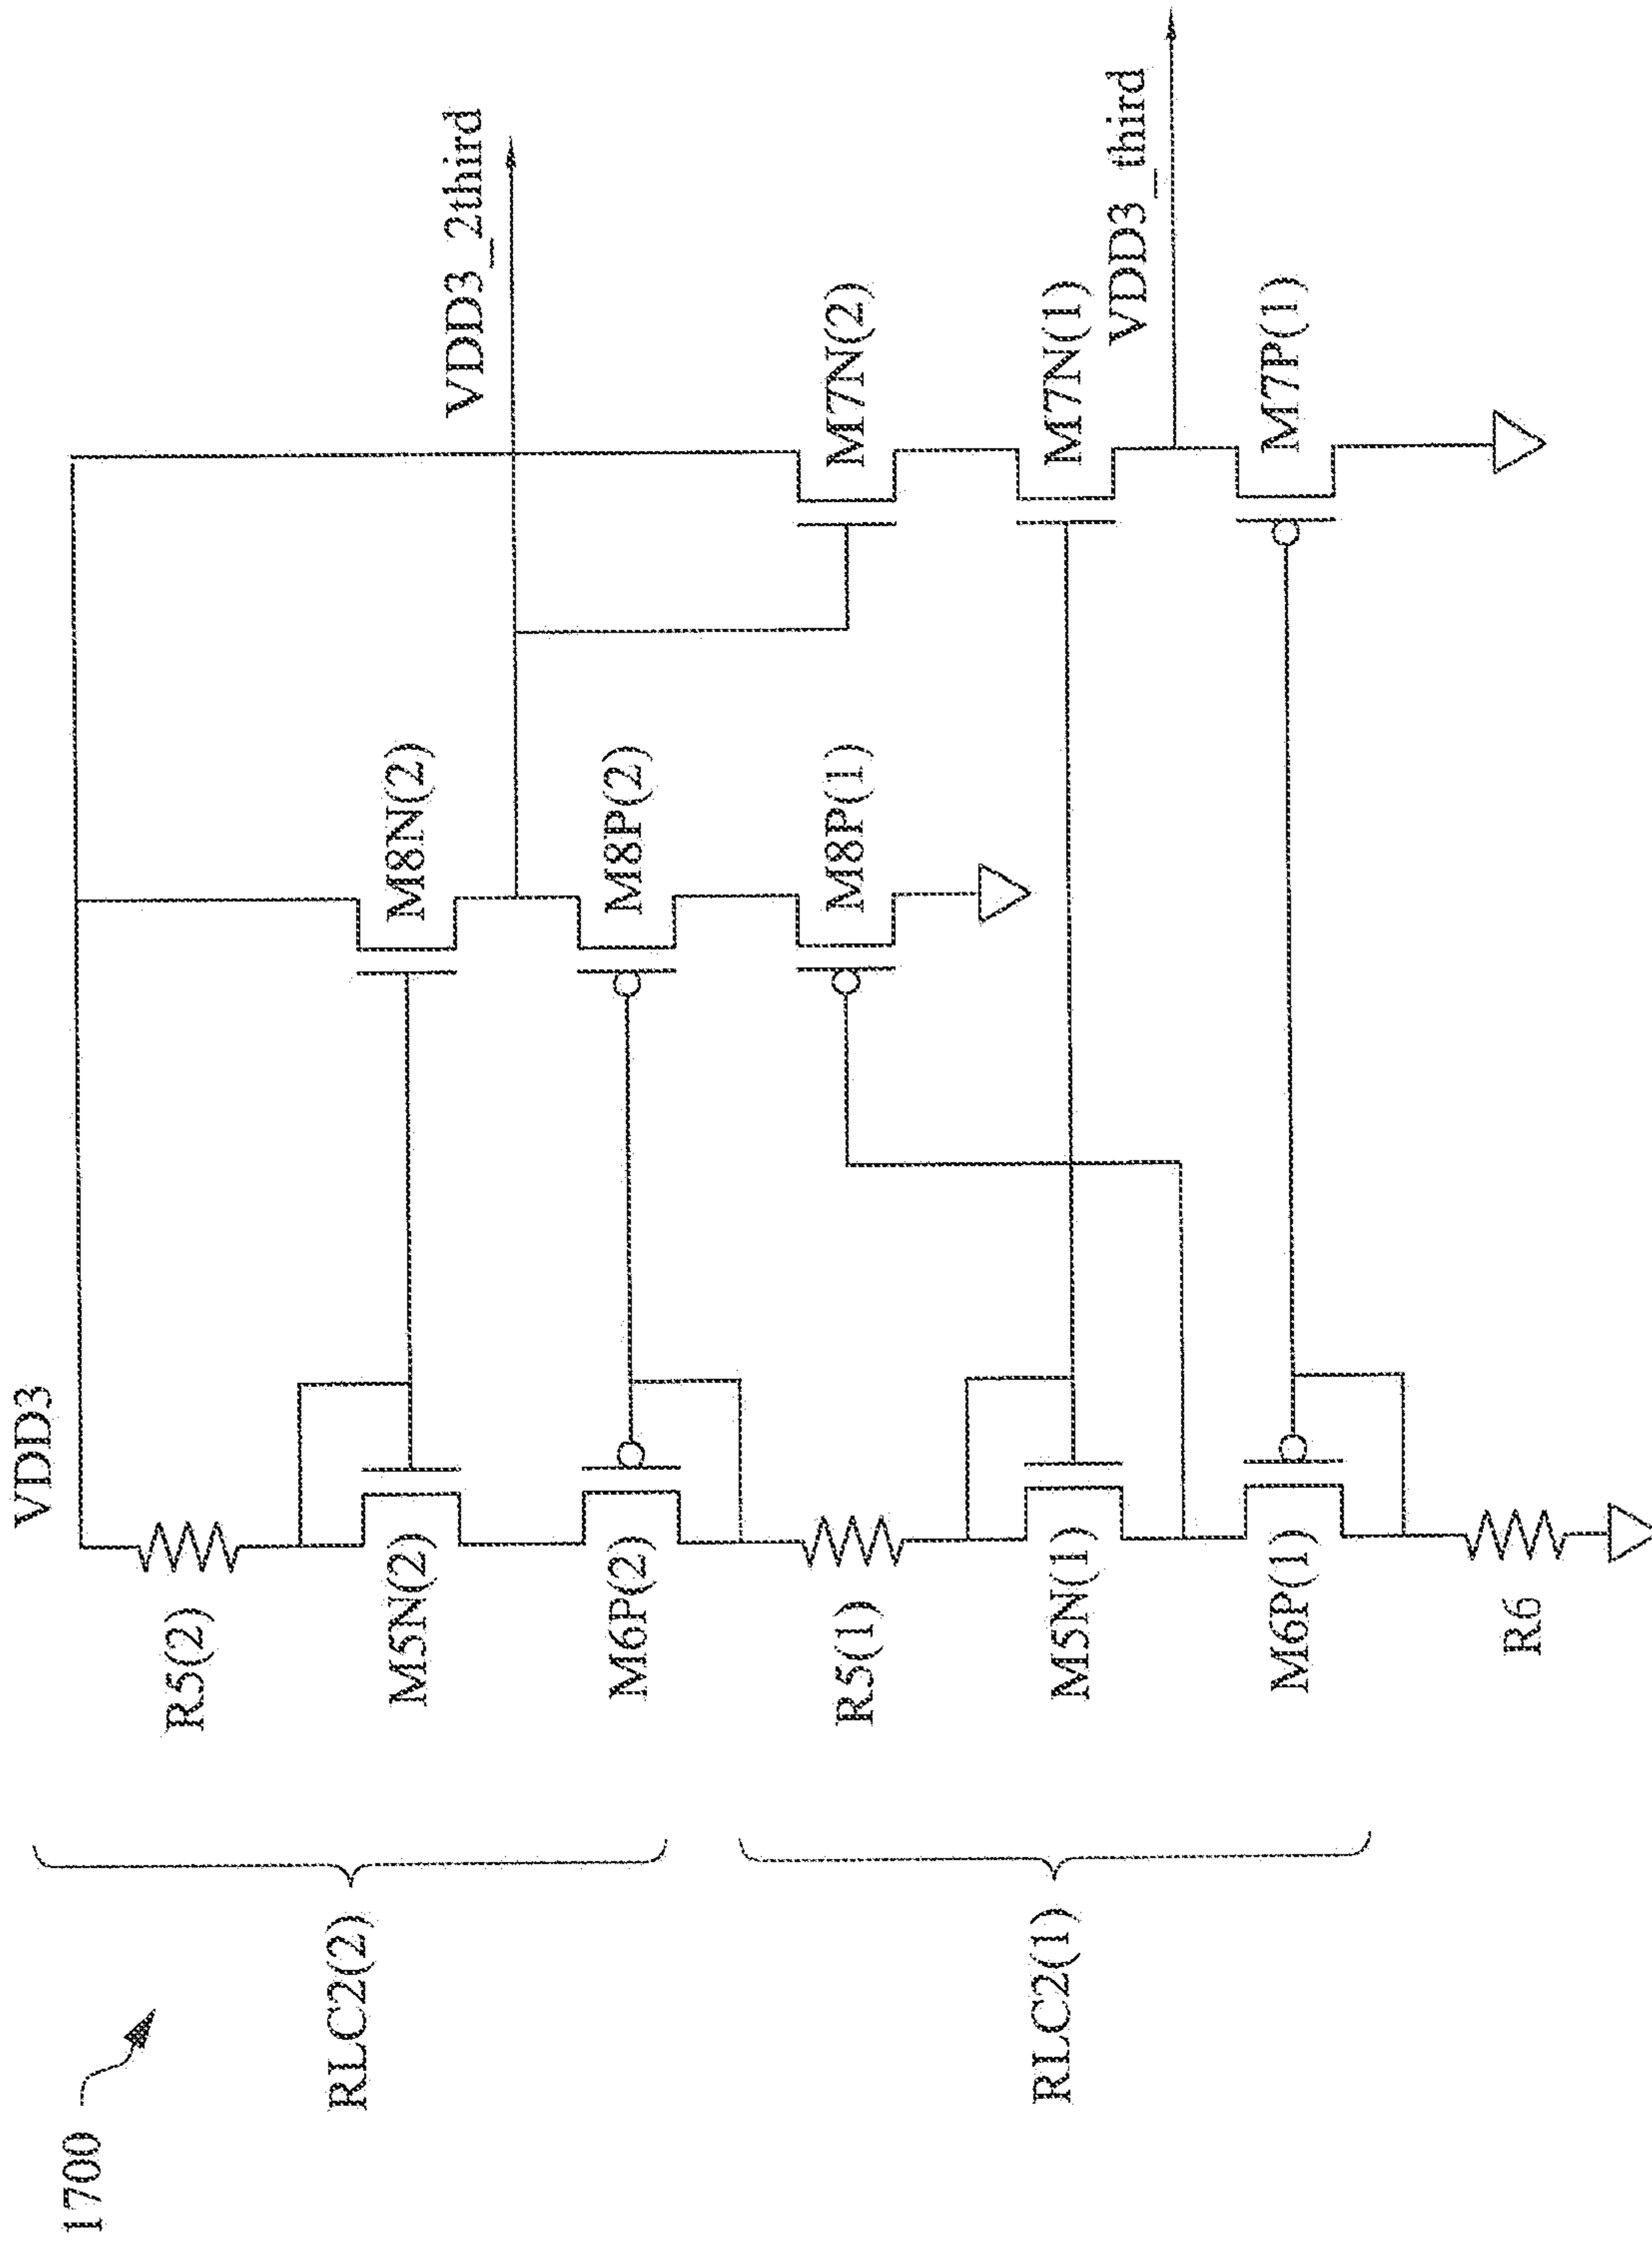 1700
VDD3
RLC2(2)
R5(2)
M5N(2)
M8N(2)
VDD3_2third
M6P(2)
M8P(2)
R5(1)
M8P(1)
M7N(2)
RLC2(1)
M5N(1)
M7N(1)
VDD3_third
M6P(1)
M7P(1)
R6